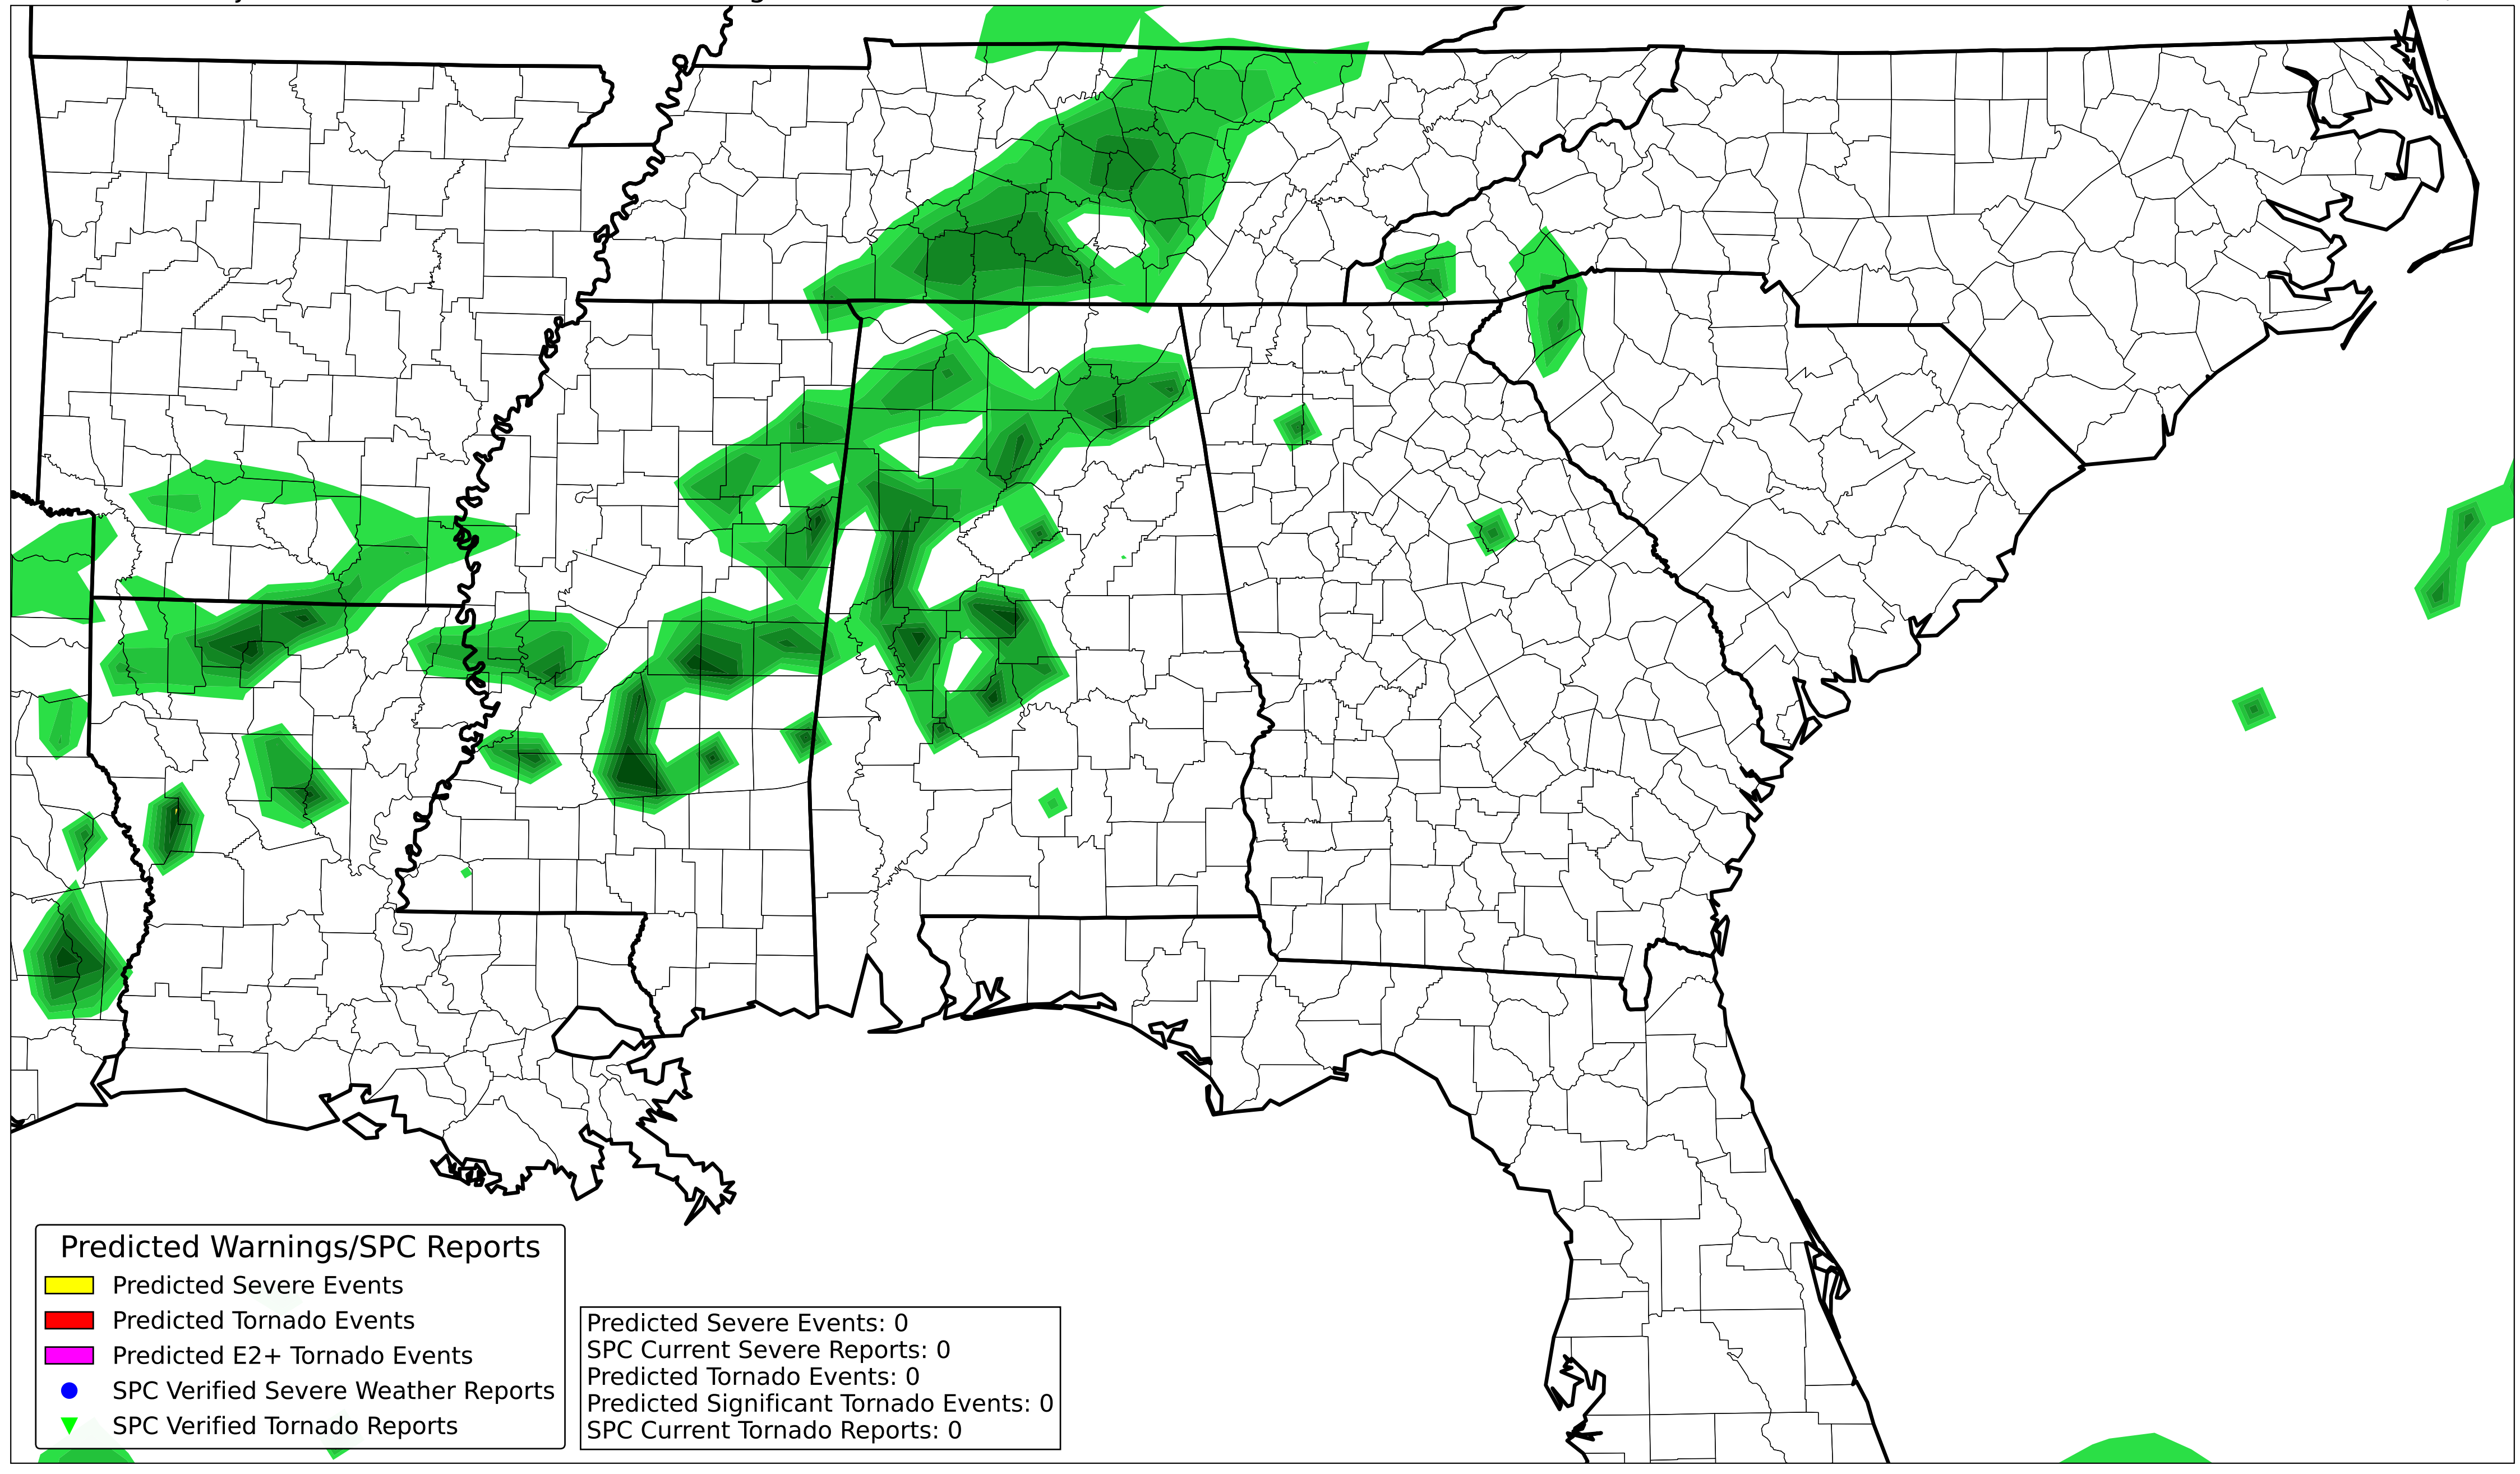 Predicted Warnings/SPC Reports
Predicted Severe Events
Predicted Tornado Events
Predicted E2+ Tornado Events
SPC Verified Severe Weather Reports
SPC Verified Tornado Reports
Predicted Severe Events: 0
SPC Current Severe Reports: 0
Predicted Tornado Events: 0
Predicted Significant Tornado Events: 0
SPC Current Tornado Reports: 0